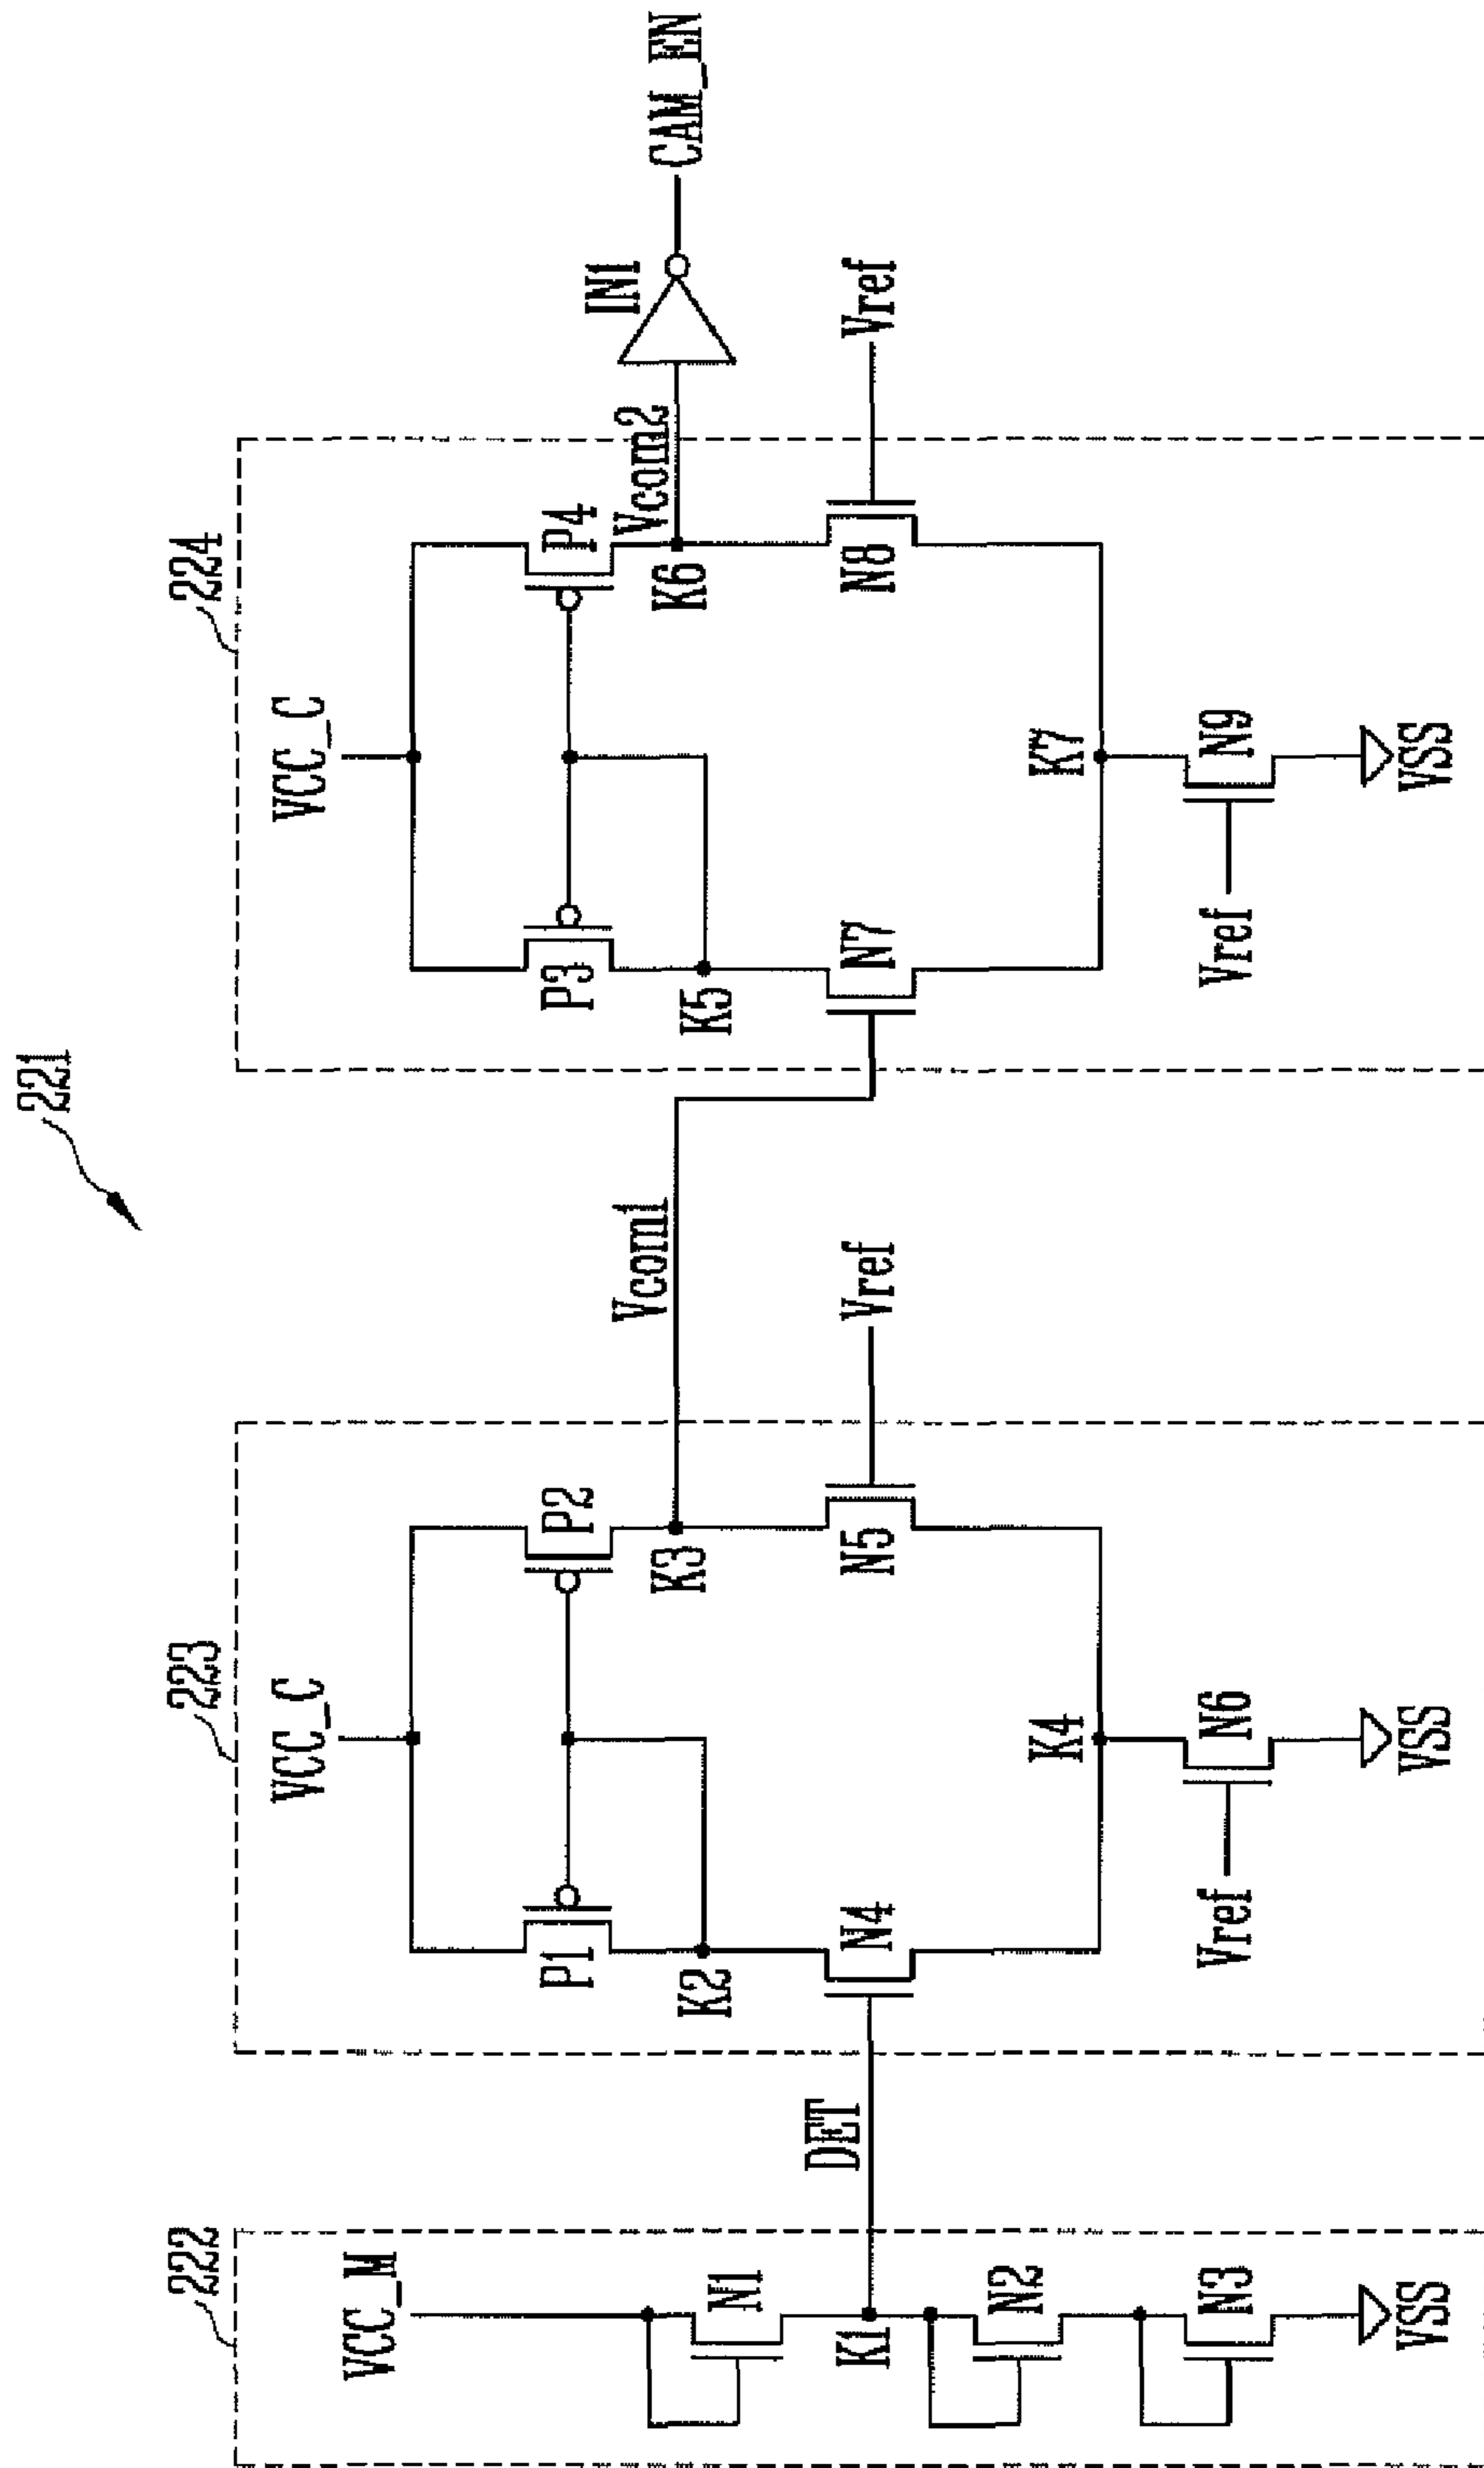 221
222
VCC_M
N1
K1
N2
N3
VSS
DET
223
VCC_C
P1
P2
K2
K3
Vcom1
N4
N5
Vref
K4
Vref
N6
VSS
224
VCC_C
P3
P4
K5
K6
Vcom2
IN1
CAM_EN
N7
N8
Vref
K7
Vref
N9
VSS